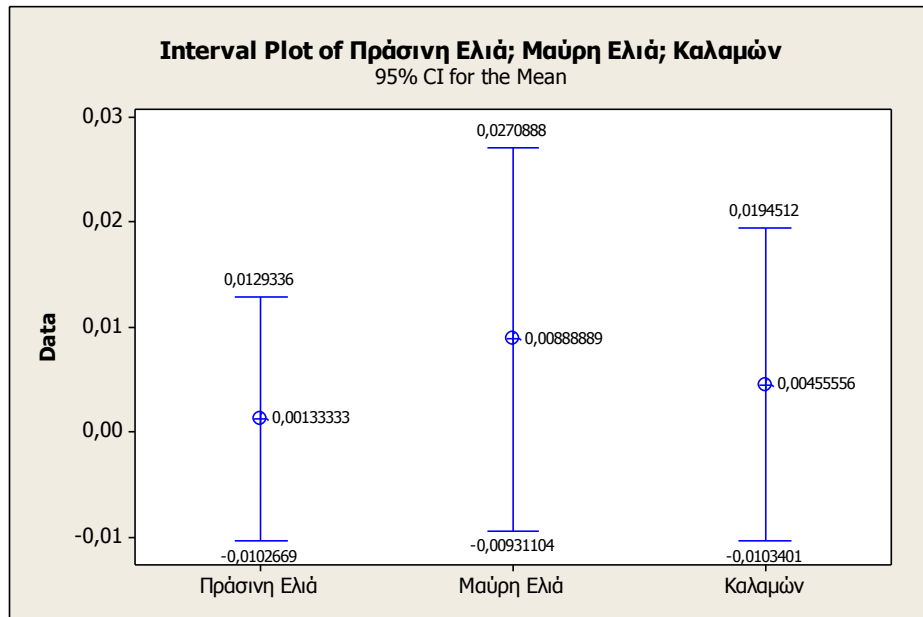 Interval Plot of Πράσινη Ελιά; Μαύρη Ελιά; Καλαμών
95% CI for the Mean
0,03
0,02
0,01
0,00
-0,01
Data
0,0129336
0,00133333
-0,0102669
0,0270888
0,00888889
-0,00931104
0,0194512
0,00455556
-0,0103401
Πράσινη Ελιά
Μαύρη Ελιά
Καλαμών